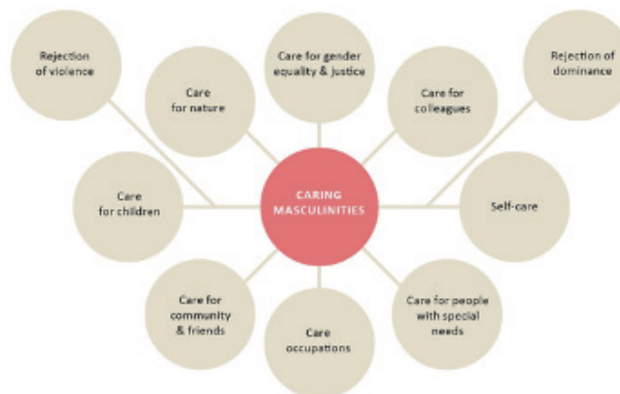 Rejection
of violence
Care
for nature
Care for gender
equality & justice
Care for
colleagues
Rejection of
dominance
Care
for children
CARING
MASCULINITIES
Self-care
Care for
community
& friends
Care
occupations
Care for people
with special
needs